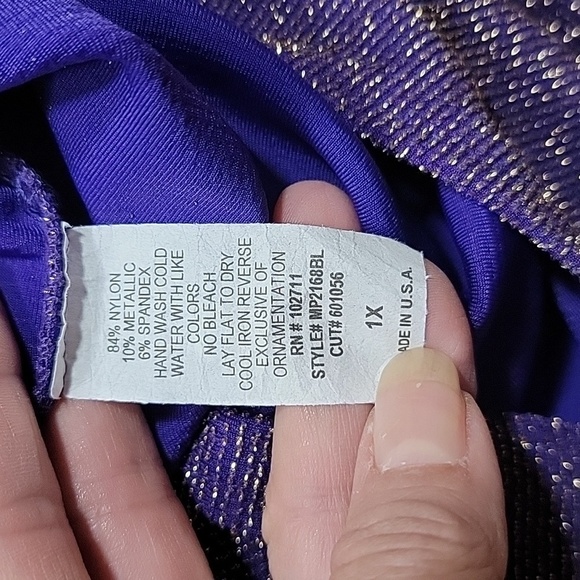 84% NYLON
10% METALLIC
6% SPANDEX
HAND WASH COLD
WATER WITH LIKE
COLORS
NO BLEACH.
LAY FLAT TO DRY
COOL IRON REVERSE
EXCLUSIVE OF
ORNAMENTATION
RN # 102711
STYLE# MP2168BL
CUT# 601056
1X
MADE IN U.S.A.